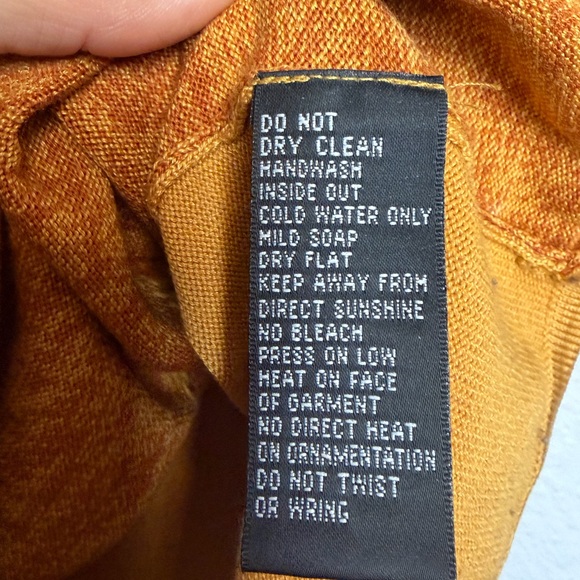 DO NOT
DRY CLEAN
HANDWASH
INSIDE OUT
COLD WATER ONLY
MILD SOAP
DRY FLAT
KEEP AWAY FROM
DIRECT SUNSHINE
NO BLEACH
PRESS ON LOW
HEAT ON FACE
OF GARMENT
NO DIRECT HEAT
ON ORNAMENTATION
DO NOT TWIST
OR WRING